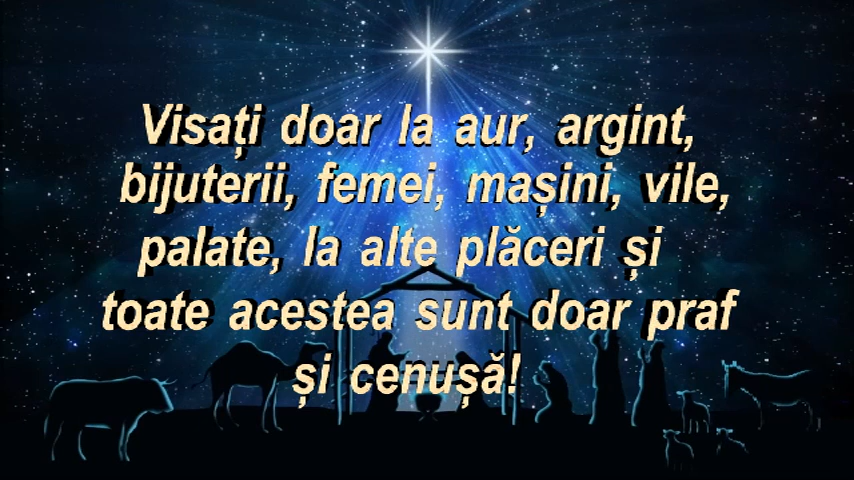 Visați doar la aur, argint,
bijuterii, femei, mașini, vile,
palate, la alte plăceri și
toate acestea sunt doar praf
și cenușă!